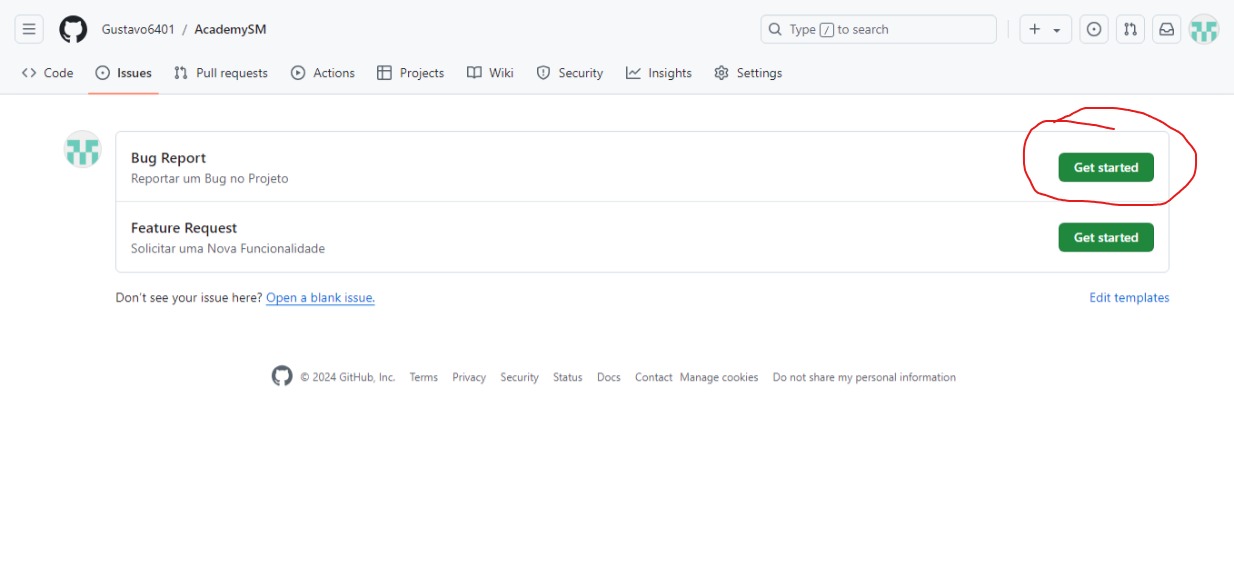 Gustavo6401 / AcademySM
Type / to search
Code Issues Pull requests Actions Projects Wiki Security Insights Settings
Bug Report
Reportar um Bug no Projeto
Get started
Feature Request
Solicitar uma Nova Funcionalidade
Get started
Don't see your issue here? Open a blank issue.
Edit templates
© 2024 GitHub, Inc. Terms Privacy Security Status Docs Contact Manage cookies Do not share my personal information